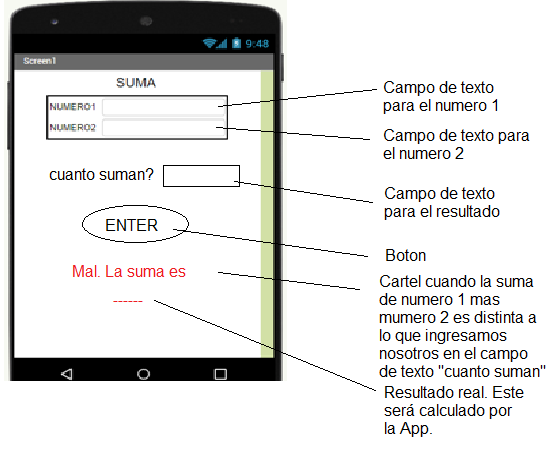 9:48
Screen1
SUMA
NUMERO1
NUMERO2
cuanto suman?
ENTER
Mal. La suma es
------
Campo de texto
para el numero 1
Campo de texto para
el numero 2
Campo de texto
para el resultado
Boton
Cartel cuando la suma
de numero 1 mas
mumero 2 es distinta a
lo que ingresamos
nosotros en el campo
de texto "cuanto suman"
Resultado real. Este
será calculado por
la App.